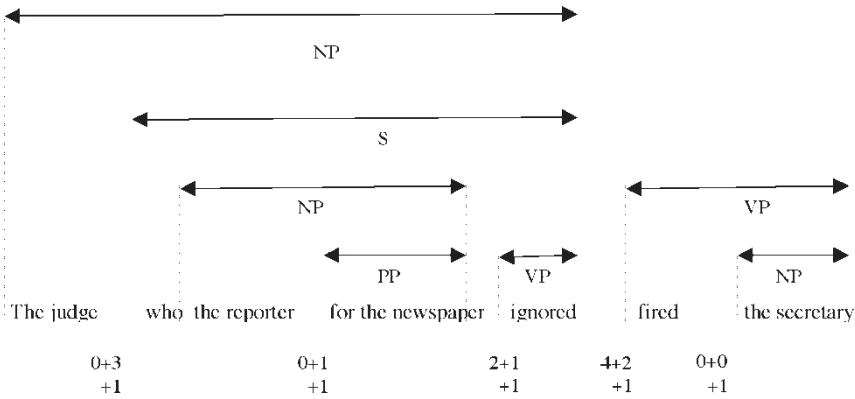 NP
S
NP VP
PP VP NP
The judge who the reporter for the newspaper ignored fired the secretary
0+3 0+1 2+1 4+2 0+0
+1 +1 +1 +1 +1